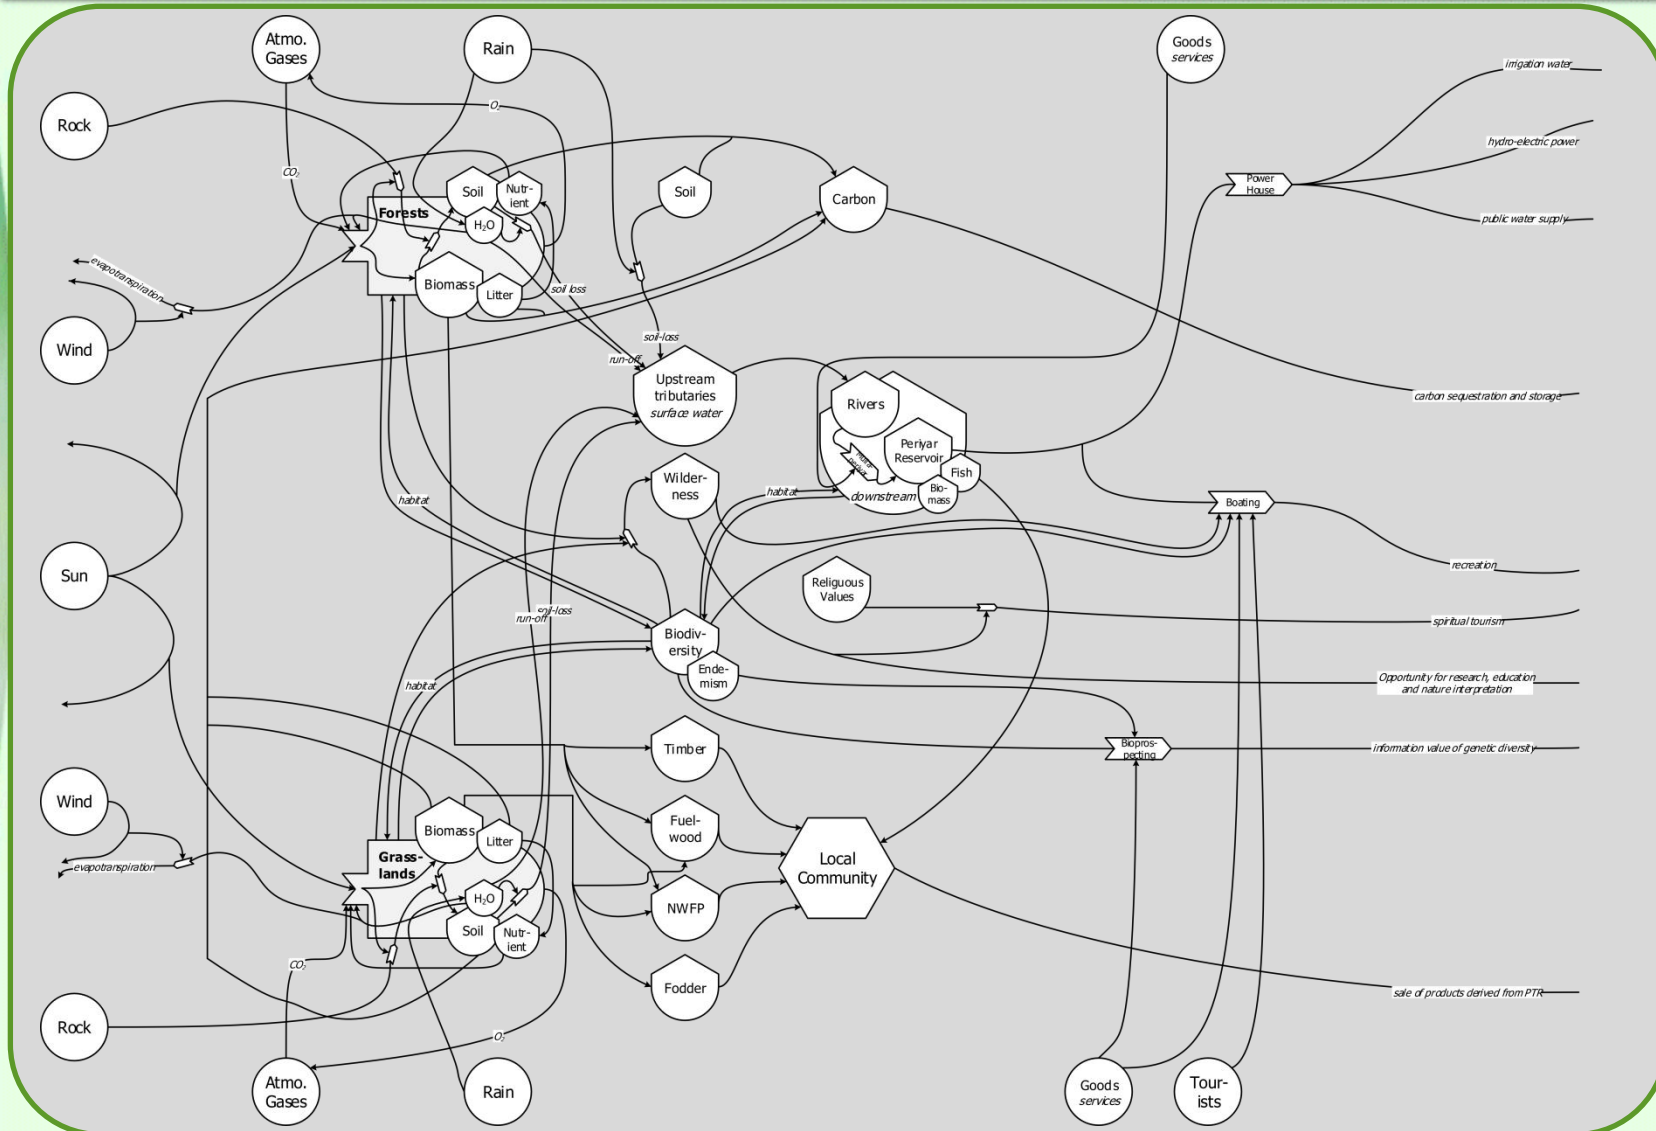 Atmo.
Gases
Rain
Goods
services
irrigation water
Rock
O₂
hydro-electric power
CO₂
Soil
Nutr-
ient
Soil
Carbon
Power
House
Forests
H₂O
public water supply
evapotranspiration
Biomass
Litter
soil loss
Wind
soil-loss
run-off
Upstream
tributaries
surface water
Rivers
carbon sequestration and storage
Periyar
Reservoir
Fish
Wilder-
ness
habitat
downstream
Bio-
mass
habitat
Boating
Sun
Religuous
Values
recreation
soil-loss
run-off
spiritual tourism
Biodiv-
ersity
Ende-
mism
habitat
Opportunity for research, education
and nature interpretation
Timber
Biopros-
pecting
information value of genetic diversity
Wind
Biomass
Litter
Fuel-
wood
evapotranspiration
Grass-
lands
Local
Community
H₂O
NWFP
Soil
Nutr-
ient
CO₂
Fodder
sale of products derived from PTR
Rock
O₂
Atmo.
Gases
Rain
Goods
services
Tour-
ists